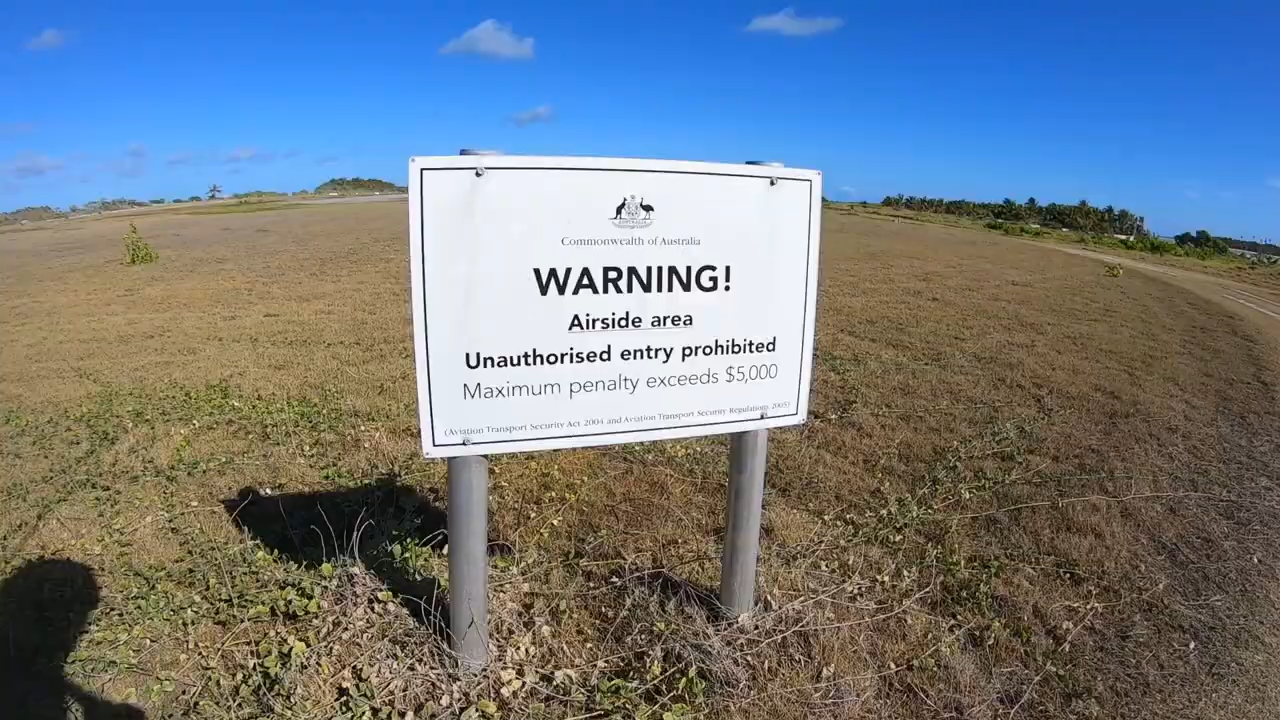 Commonwealth of Australia
WARNING!
Airside area
Unauthorised entry prohibited
Maximum penalty exceeds $5,000
(Aviation Transport Security Act 2004 and Aviation Transport Security Regulations 2005)